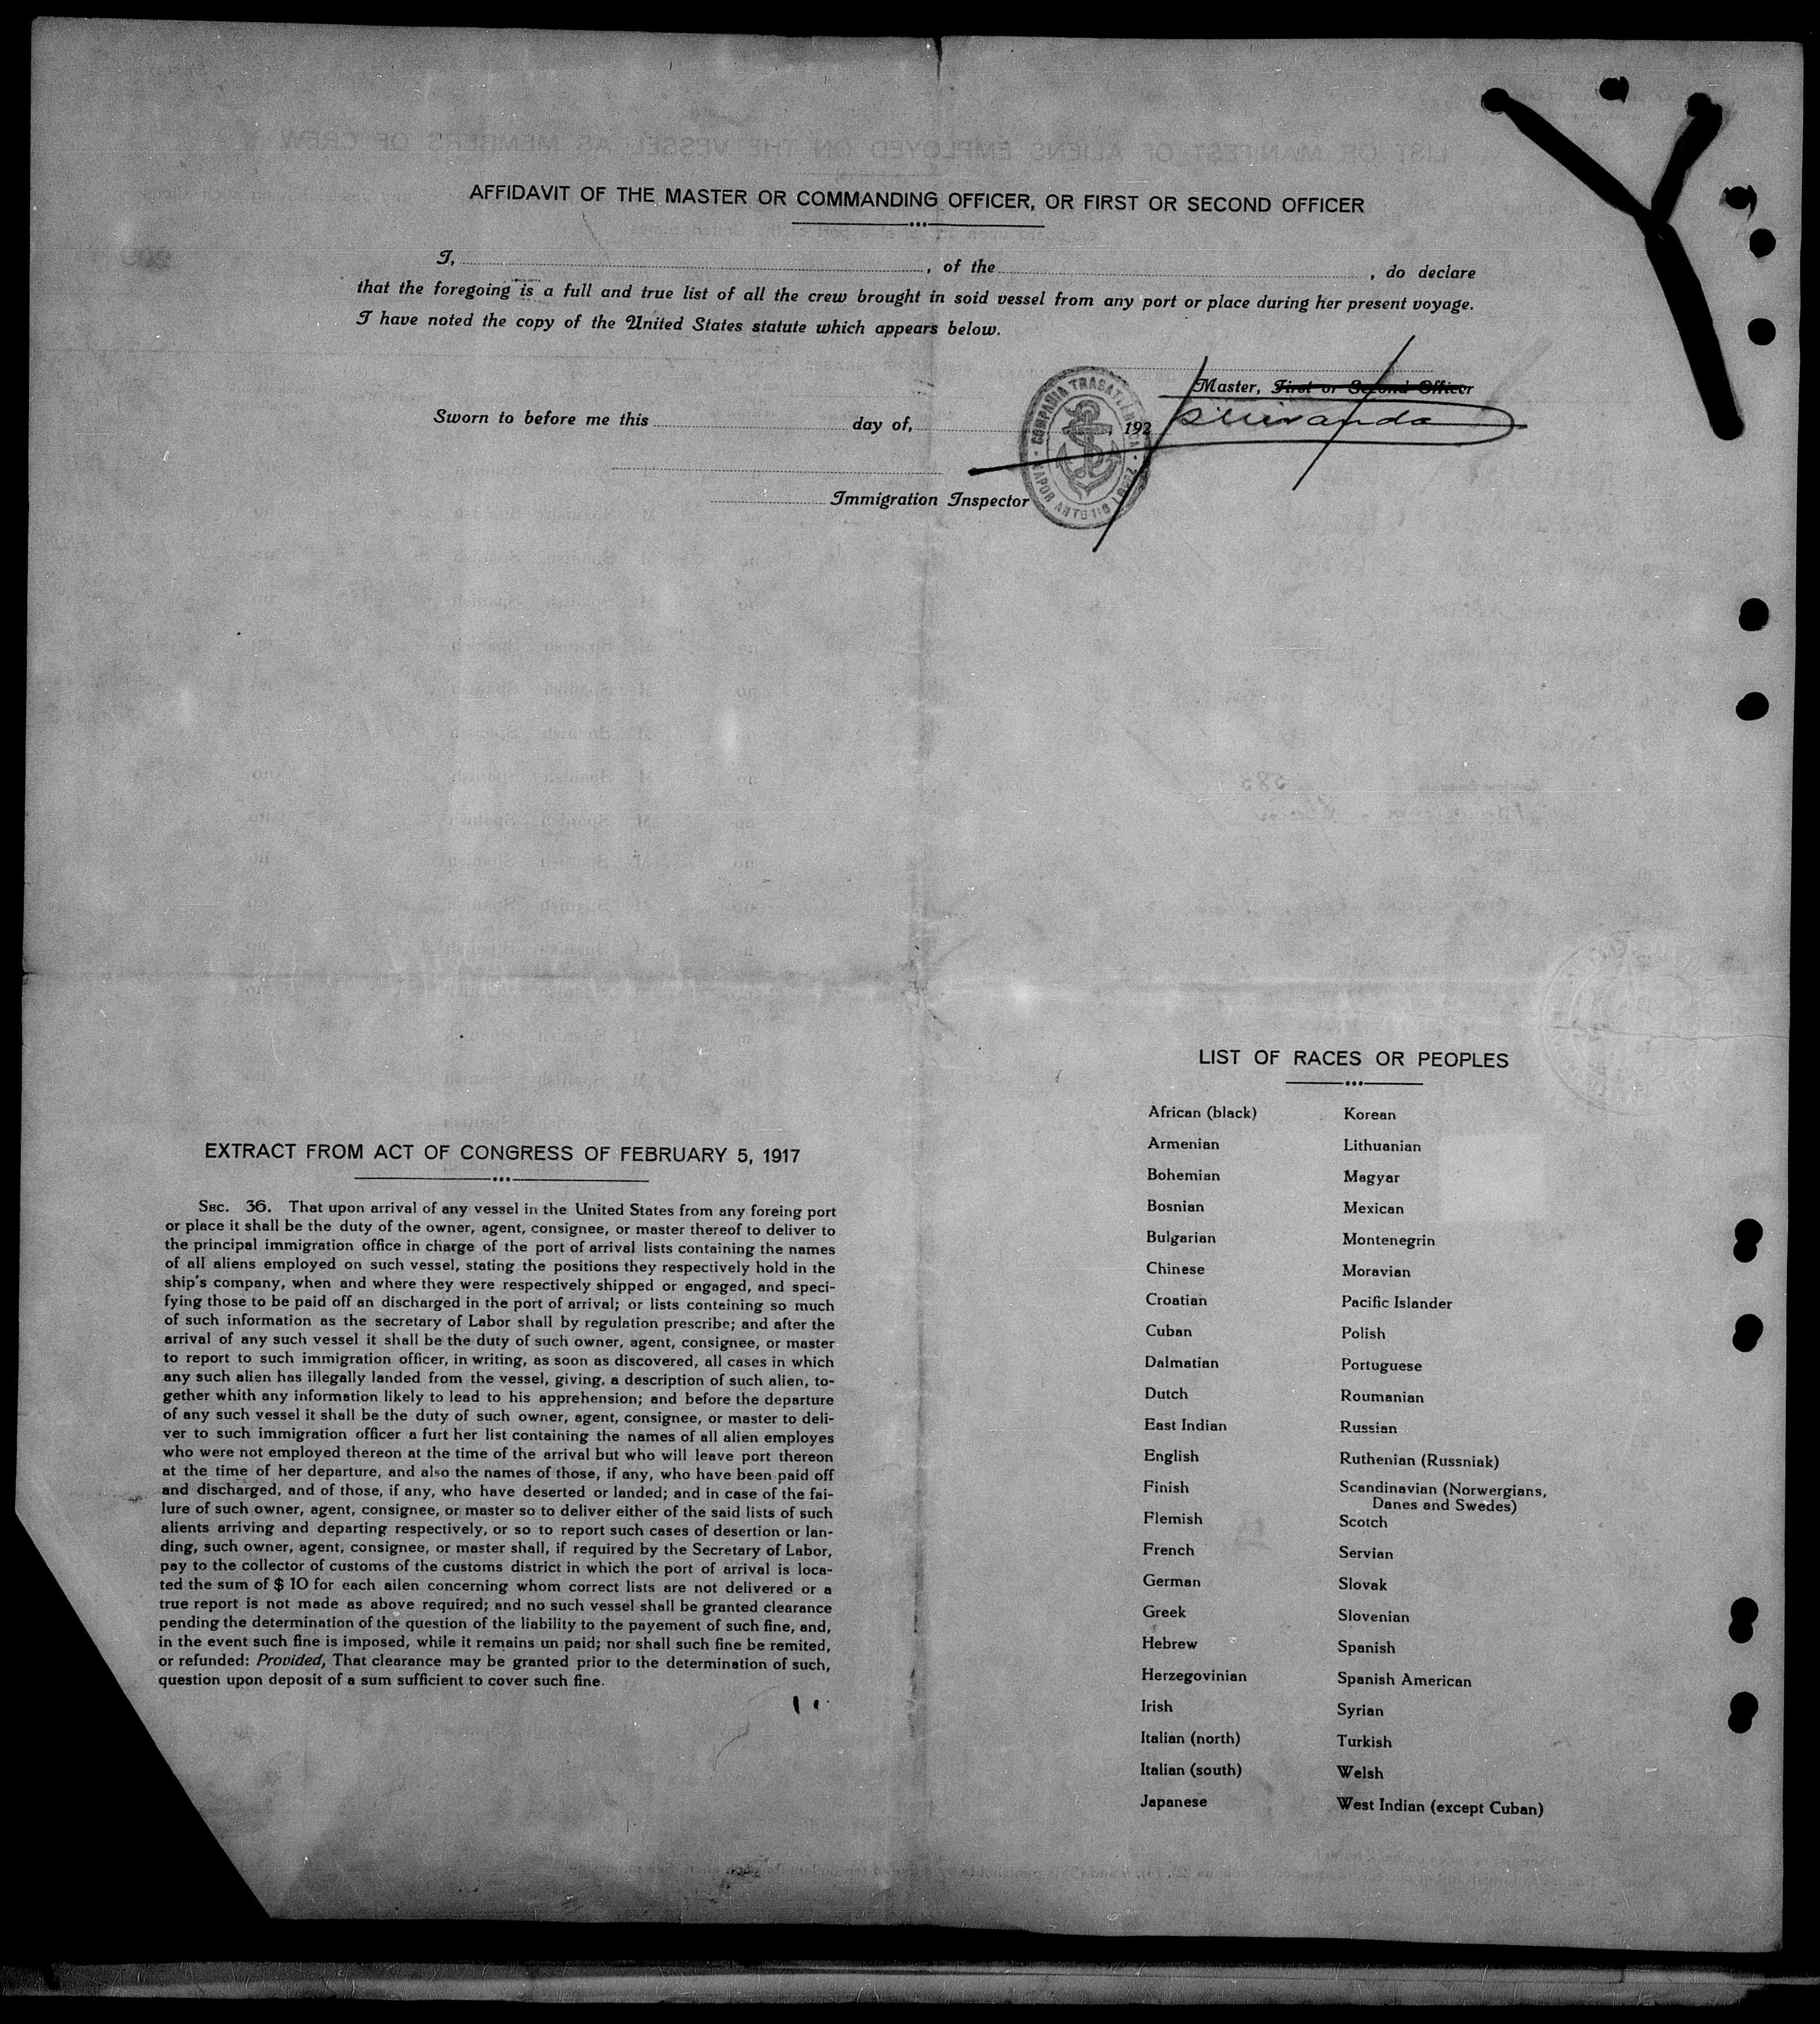 AFFIDAVIT OF THE MASTER OR COMMANDING OFFICER, OR FIRST OR SECOND OFFICER
I, , of the , do declare
that the foregoing is a full and true list of all the crew brought in soid vessel from any port or place during her present voyage.
I have noted the copy of the United States statute which appears below.
Master, First or Second Officer
Sworn to before me this day of, , 192
Immigration Inspector
COMPAÑIA TRASATLANTICA
VAPOR ANTONIO LOPEZ
EXTRACT FROM ACT OF CONGRESS OF FEBRUARY 5, 1917
SEC. 36. That upon arrival of any vessel in the United States from any foreing port
or place it shall be the duty of the owner, agent, consignee, or master thereof to deliver to
the principal immigration office in charge of the port of arrival lists containing the names
of all aliens employed on such vessel, stating the positions they respectively hold in the
ship's company, when and where they were respectively shipped or engaged, and speci-
fying those to be paid off an discharged in the port of arrival; or lists containing so much
of such information as the secretary of Labor shall by regulation prescribe; and after the
arrival of any such vessel it shall be the duty of such owner, agent, consignee, or master
to report to such immigration officer, in writing, as soon as discovered, all cases in which
any such alien has illegally landed from the vessel, giving, a description of such alien, to-
gether whith any information likely to lead to his apprehension; and before the departure
of any such vessel it shall be the duty of such owner, agent, consignee, or master to deli-
ver to such immigration officer a furt her list containing the names of all alien employes
who were not employed thereon at the time of the arrival but who will leave port thereon
at the time of her departure, and also the names of those, if any, who have been paid off
and discharged, and of those, if any, who have deserted or landed; and in case of the fai-
lure of such owner, agent, consignee, or master so to deliver either of the said lists of such
alients arriving and departing respectively, or so to report such cases of desertion or lan-
ding, such owner, agent, consignee, or master shall, if required by the Secretary of Labor,
pay to the collector of customs of the customs district in which the port of arrival is loca-
ted the sum of $ 10 for each ailen concerning whom correct lists are not delivered or a
true report is not made as above required; and no such vessel shall be granted clearance
pending the determination of the question of the liability to the payement of such fine, and,
in the event such fine is imposed, while it remains un paid; nor shall such fine be remited,
or refunded: Provided, That clearance may be granted prior to the determination of such,
question upon deposit of a sum sufficient to cover such fine.
LIST OF RACES OR PEOPLES
African (black)
Armenian
Bohemian
Bosnian
Bulgarian
Chinese
Croatian
Cuban
Dalmatian
Dutch
East Indian
English
Finish
Flemish
French
German
Greek
Hebrew
Herzegovinian
Irish
Italian (north)
Italian (south)
Japanese
Korean
Lithuanian
Magyar
Mexican
Montenegrin
Moravian
Pacific Islander
Polish
Portuguese
Roumanian
Russian
Ruthenian (Russniak)
Scandinavian (Norwergians,
Danes and Swedes)
Scotch
Servian
Slovak
Slovenian
Spanish
Spanish American
Syrian
Turkish
Welsh
West Indian (except Cuban)